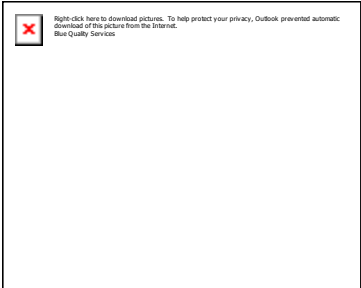 Right-click here to download pictures.  To help protect your privacy, Outlook prevented automatic
download of this picture from the Internet.
Blue Quality Services